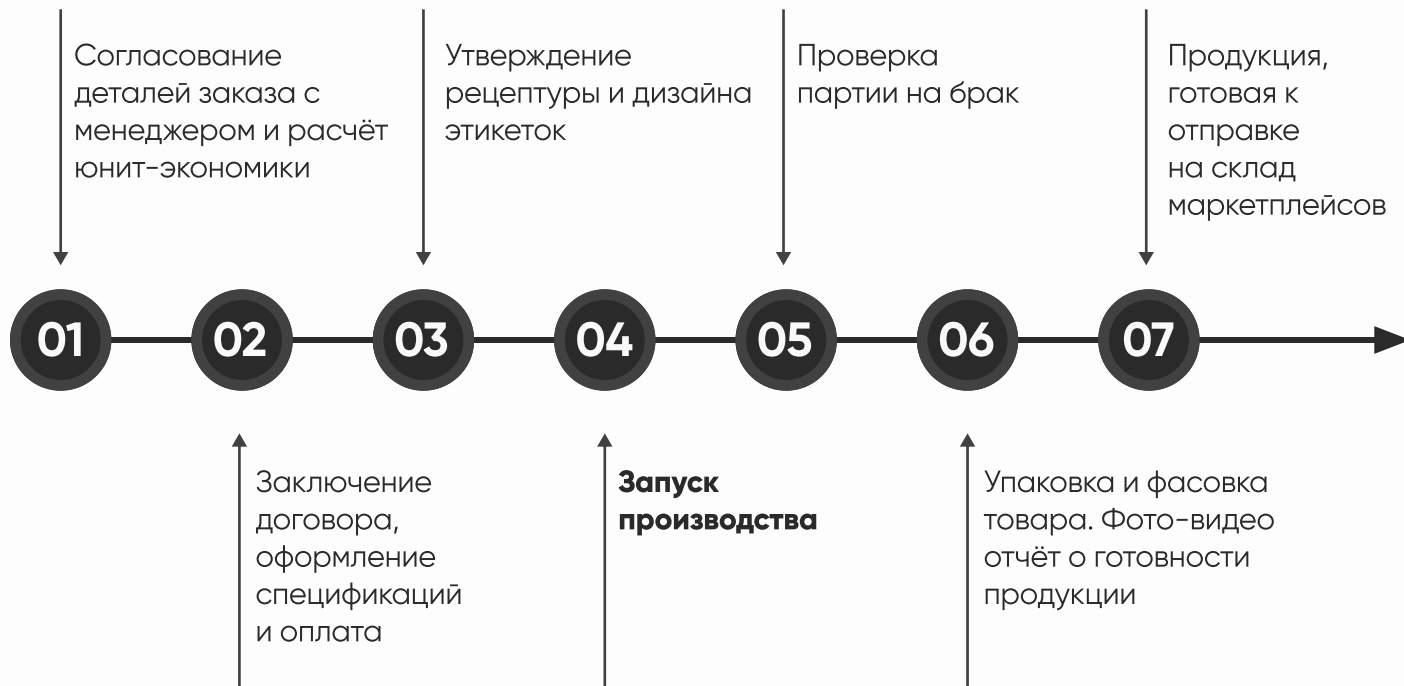 Согласование
деталей заказа с
менеджером и расчёт
юнит-экономики
Утверждение
рецептуры и дизайна
этикеток
Проверка
партии на брак
Продукция,
готовая к
отправке
на склад
маркетплейсов
01
02
03
04
05
06
07
Заключение
договора,
оформление
спецификаций
и оплата
Запуск
производства
Упаковка и фасовка
товара. Фото-видео
отчёт о готовности
продукции